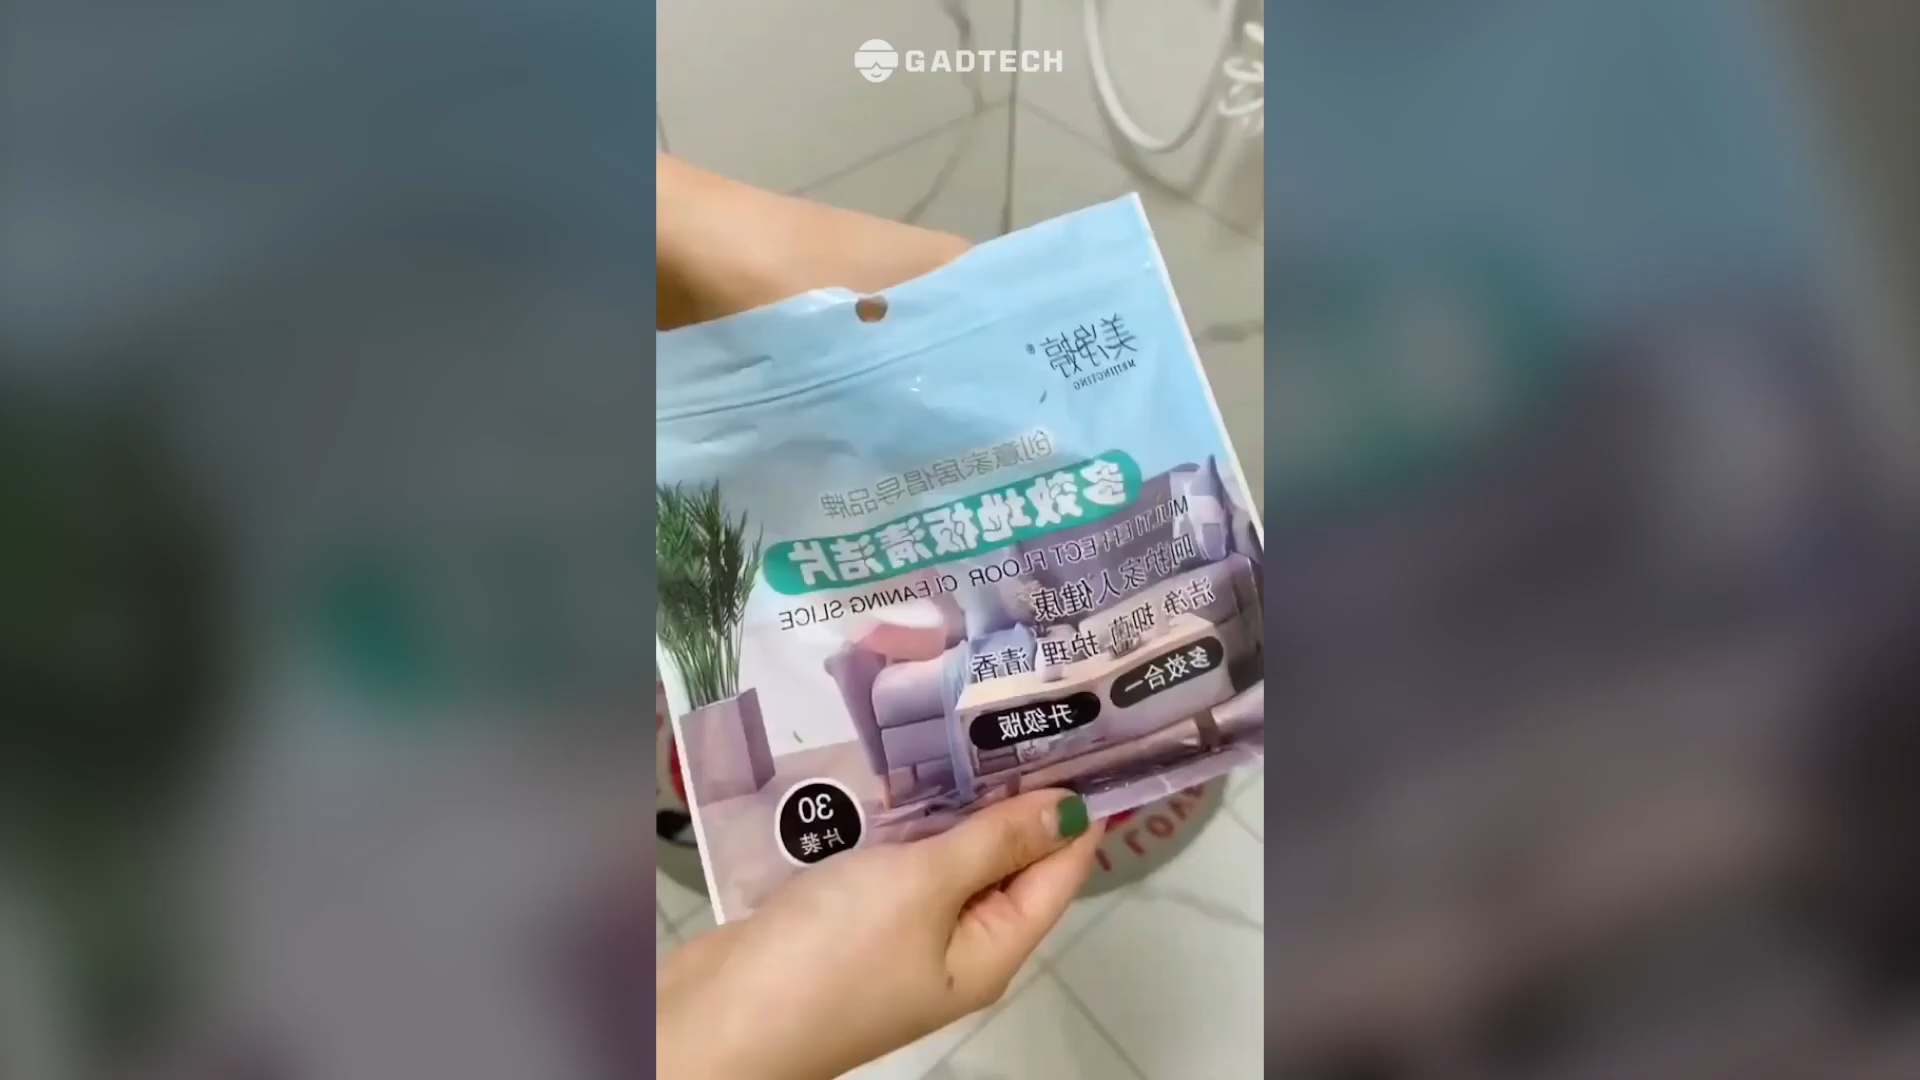 GADTECH
美净婷®
MEIJINGTING
创意家居倡导品牌
多效地板清洁片
MULTI EFFECT FLOOR CLEANING SLICE
呵护家人健康
洁净 抑菌 护理 清香
多效合一
升级版
30
片装
I LOV